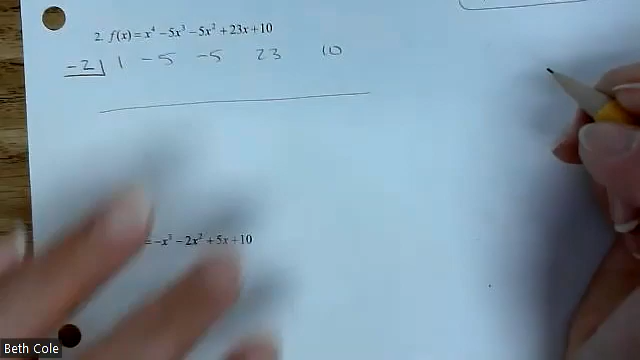 2. f(x) = x⁴ − 5x³ − 5x² + 23x + 10
-2 | 1 -5 -5 23 10
= −x³ − 2x² + 5x + 10
Beth Cole